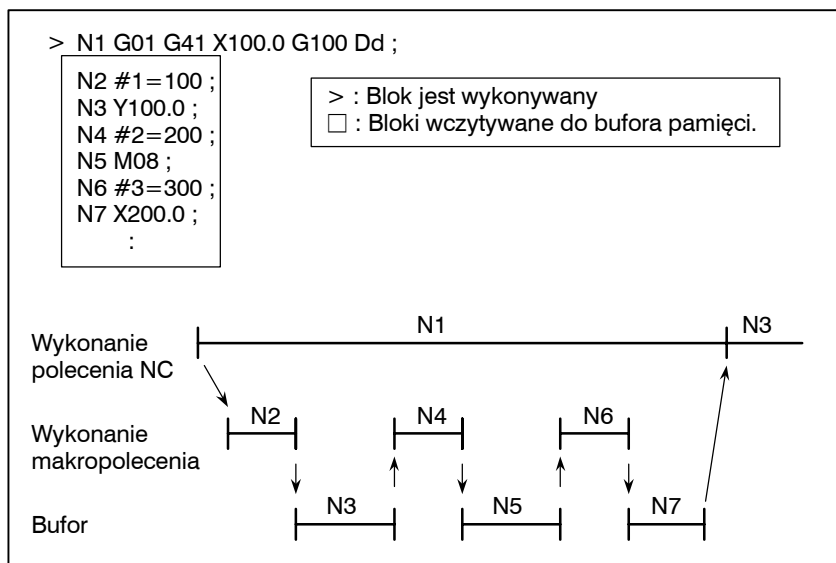 > N1 G01 G41 X100.0 G100 Dd ;
N2 #1=100 ;
N3 Y100.0 ;
N4 #2=200 ;
N5 M08 ;
N6 #3=300 ;
N7 X200.0 ;
:
> : Blok jest wykonywany
□ : Bloki wczytywane do bufora pamięci.
N1 N3
Wykonanie
polecenia NC
N2 N4 N6
Wykonanie
makropolecenia
N3 N5 N7
Bufor